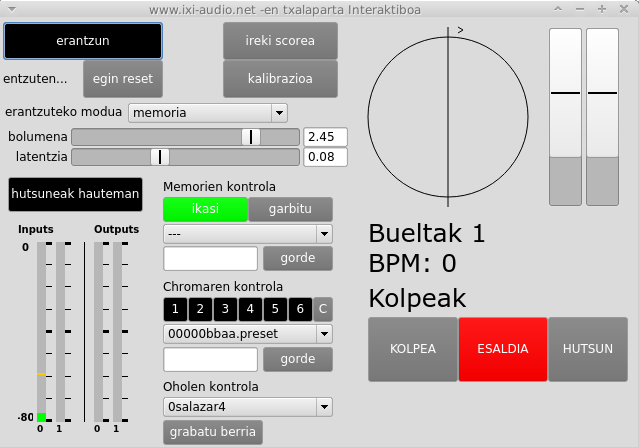 www.ixi-audio.net -en txalaparta Interaktiboa
erantzun
ireki scorea
entzuten...
egin reset
kalibrazioa
erantzuteko modua
memoria
bolumena
2.45
latentzia
0.08
hutsuneak hauteman
Inputs
Outputs
0
-80
0 1
0 1
Memorien kontrola
ikasi
garbitu
---
gorde
Chromaren kontrola
1 2 3 4 5 6 C
00000bbaa.preset
gorde
Oholen kontrola
0salazar4
grabatu berria
>
Bueltak 1
BPM: 0
Kolpeak
KOLPEA
ESALDIA
HUTSUN